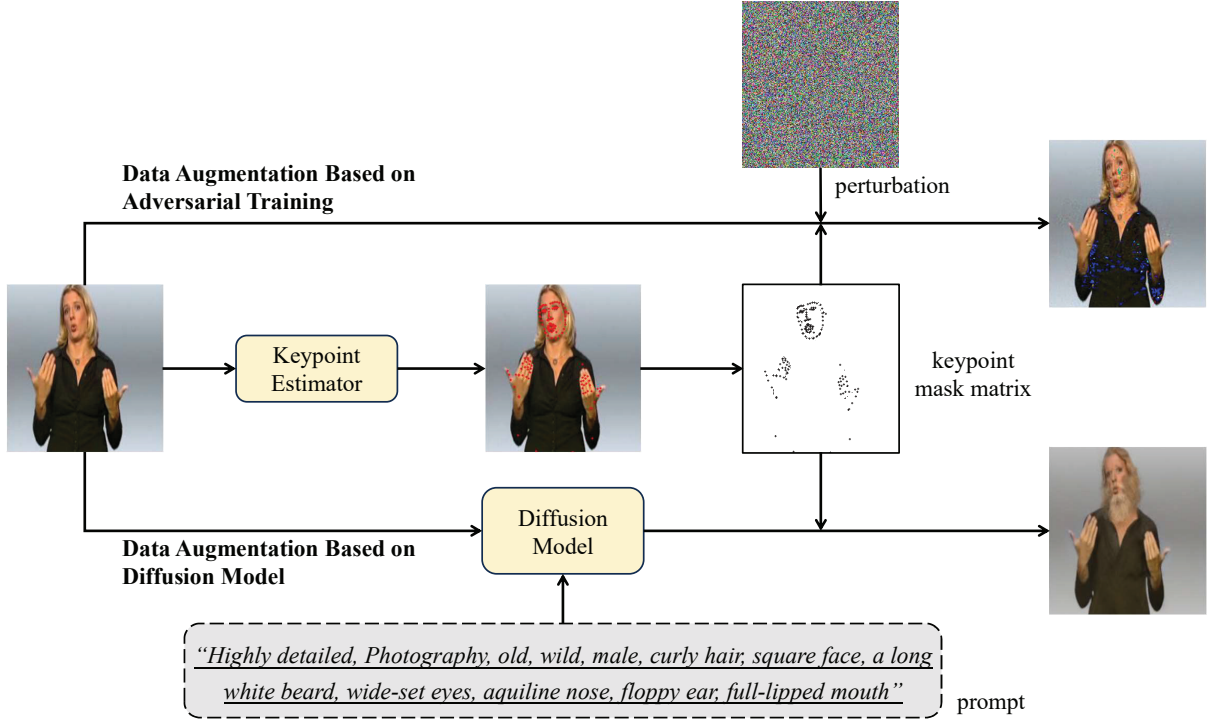 Data Augmentation Based on
Adversarial Training
perturbation
Keypoint
Estimator
keypoint
mask matrix
Diffusion
Model
Data Augmentation Based on
Diffusion Model
“Highly detailed, Photography, old, wild, male, curly hair, square face, a long
white beard, wide-set eyes, aquiline nose, floppy ear, full-lipped mouth”
prompt